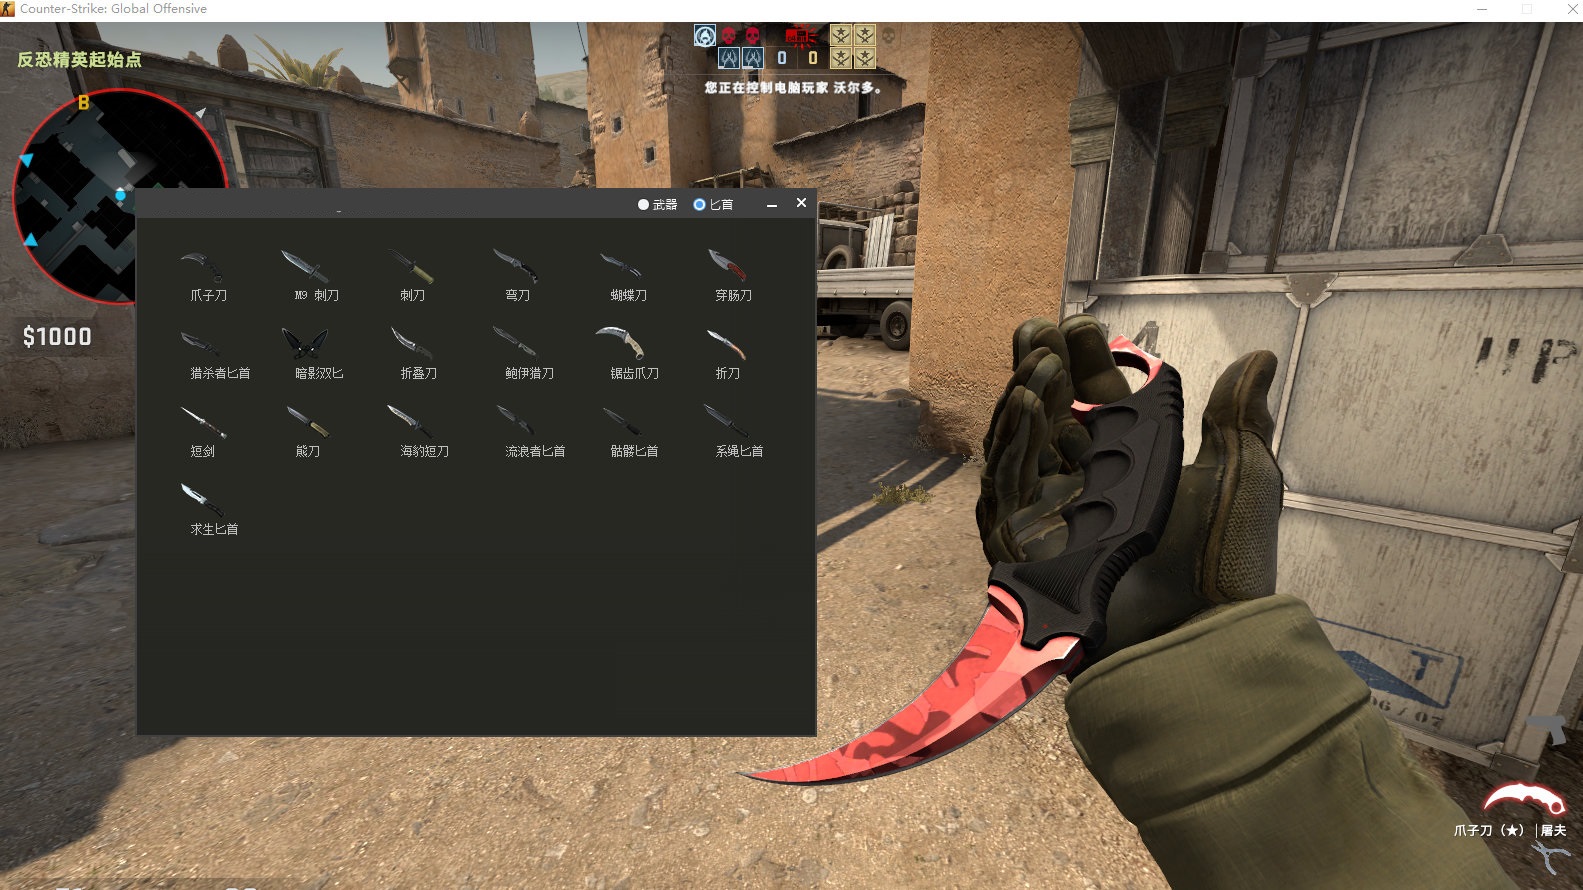 Counter-Strike: Global Offensive
反恐精英起始点
B
0 0
您正在控制电脑玩家 沃尔多。
$1000
武器 匕首
爪子刀 M9 刺刀 刺刀 弯刀 蝴蝶刀 穿肠刀
猎杀者匕首 暗影双匕 折叠刀 鲍伊猎刀 锯齿爪刀 折刀
短剑 熊刀 海豹短刀 流浪者匕首 骷髅匕首 系绳匕首
求生匕首
爪子刀（★） | 屠夫